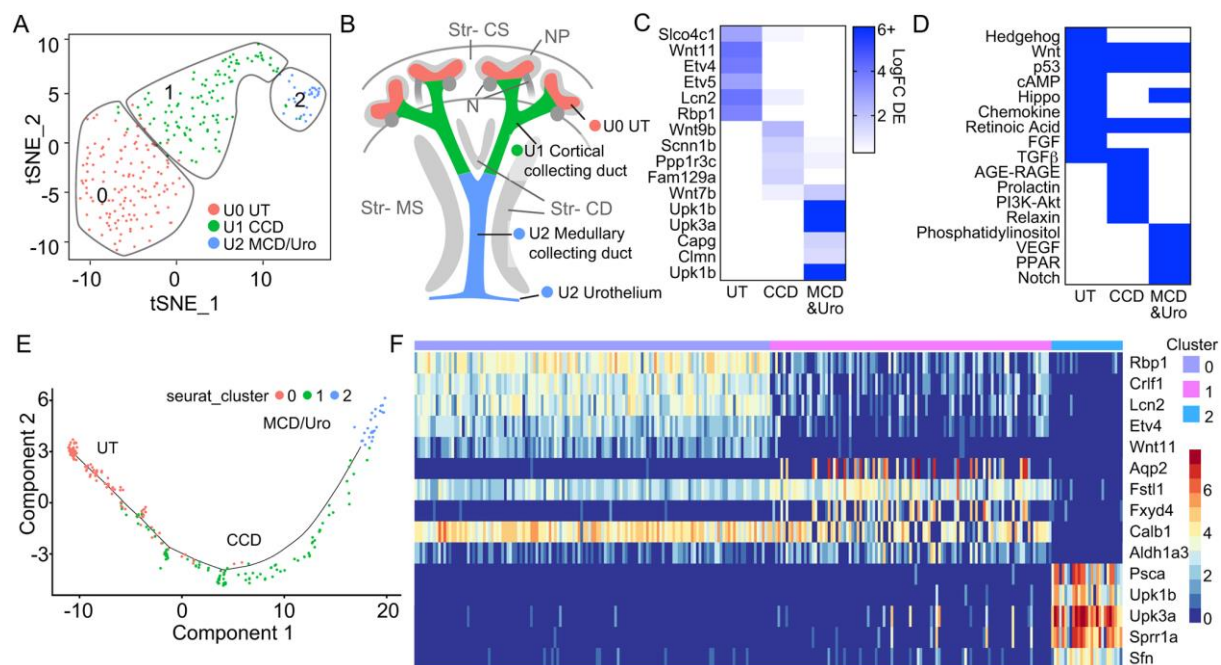 A
tSNE_2
10
5
0
-5
-10
0
1
2
U0 UT
U1 CCD
U2 MCD/Uro
-10
0
10
tSNE_1
B
Str- CS
NP
N
U0 UT
U1 Cortical
collecting duct
Str- MS
Str- CD
U2 Medullary
collecting duct
U2 Urothelium
C
Slco4c1
Wnt11
Etv4
Etv5
Lcn2
Rbp1
Wnt9b
Scnn1b
Ppp1r3c
Fam129a
Wnt7b
Upk1b
Upk3a
Capg
Clmn
Upk1b
UT
CCD
MCD
&Uro
6+
4
2
LogFC DE
D
Hedgehog
Wnt
p53
cAMP
Hippo
Chemokine
Retinoic Acid
FGF
TGFβ
AGE-RAGE
Prolactin
PI3K-Akt
Relaxin
Phosphatidylinositol
VEGF
PPAR
Notch
UT
CCD
MCD
&Uro
E
Component 2
6
3
0
-3
seurat_cluster 0 1 2
UT
MCD/Uro
CCD
-10
0
10
20
Component 1
F
Cluster
0
1
2
Rbp1
Crlf1
Lcn2
Etv4
Wnt11
Aqp2
Fstl1
Fxyd4
Calb1
Aldh1a3
Psca
Upk1b
Upk3a
Sprr1a
Sfn
6
4
2
0